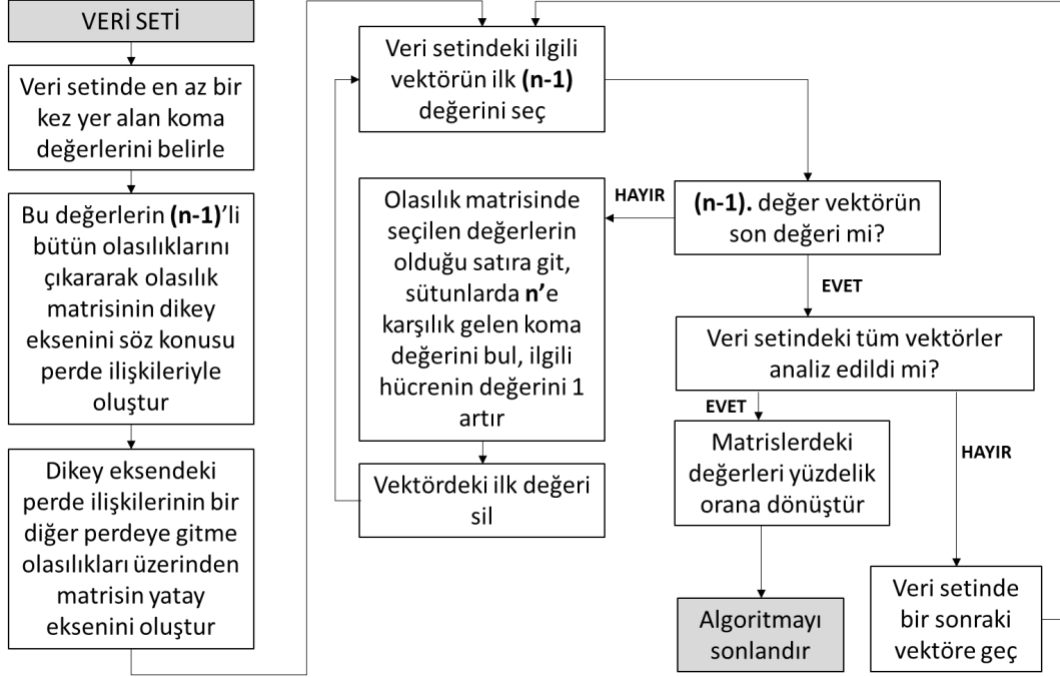 VERİ SETİ
Veri setinde en az bir
kez yer alan koma
değerlerini belirle
Bu değerlerin (n-1)’li
bütün olasılıklarını
çıkararak olasılık
matrisinin dikey
eksenini söz konusu
perde ilişkileriyle
oluştur
Dikey eksendeki
perde ilişkilerinin bir
diğer perdeye gitme
olasılıkları üzerinden
matrisin yatay
eksenini oluştur
Veri setindeki ilgili
vektörün ilk (n-1)
değerini seç
(n-1). değer vektörün
son değeri mi?
HAYIR
Olasılık matrisinde
seçilen değerlerin
olduğu satıra git,
sütunlarda n’e
karşılık gelen koma
değerini bul, ilgili
hücrenin değerini 1
artır
Vektördeki ilk değeri
sil
EVET
Veri setindeki tüm vektörler
analiz edildi mi?
EVET
Matrislerdeki
değerleri yüzdelik
orana dönüştür
Algoritmayı
sonlandır
HAYIR
Veri setinde
bir sonraki
vektöre geç